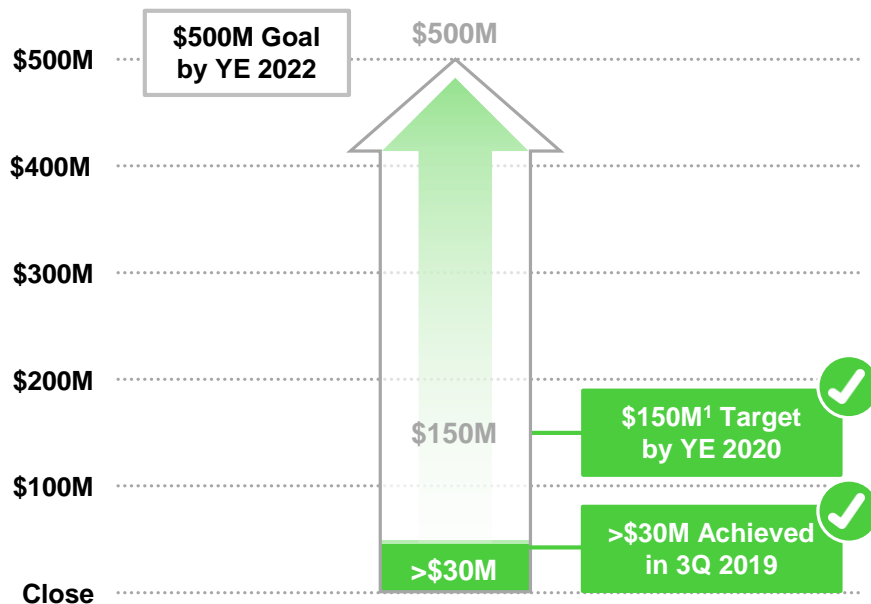 $500M Goal
by YE 2022
$500M
$500M
$400M
$300M
$200M
$150M
$150M¹ Target
by YE 2020
$100M
>$30M Achieved
in 3Q 2019
>$30M
Close